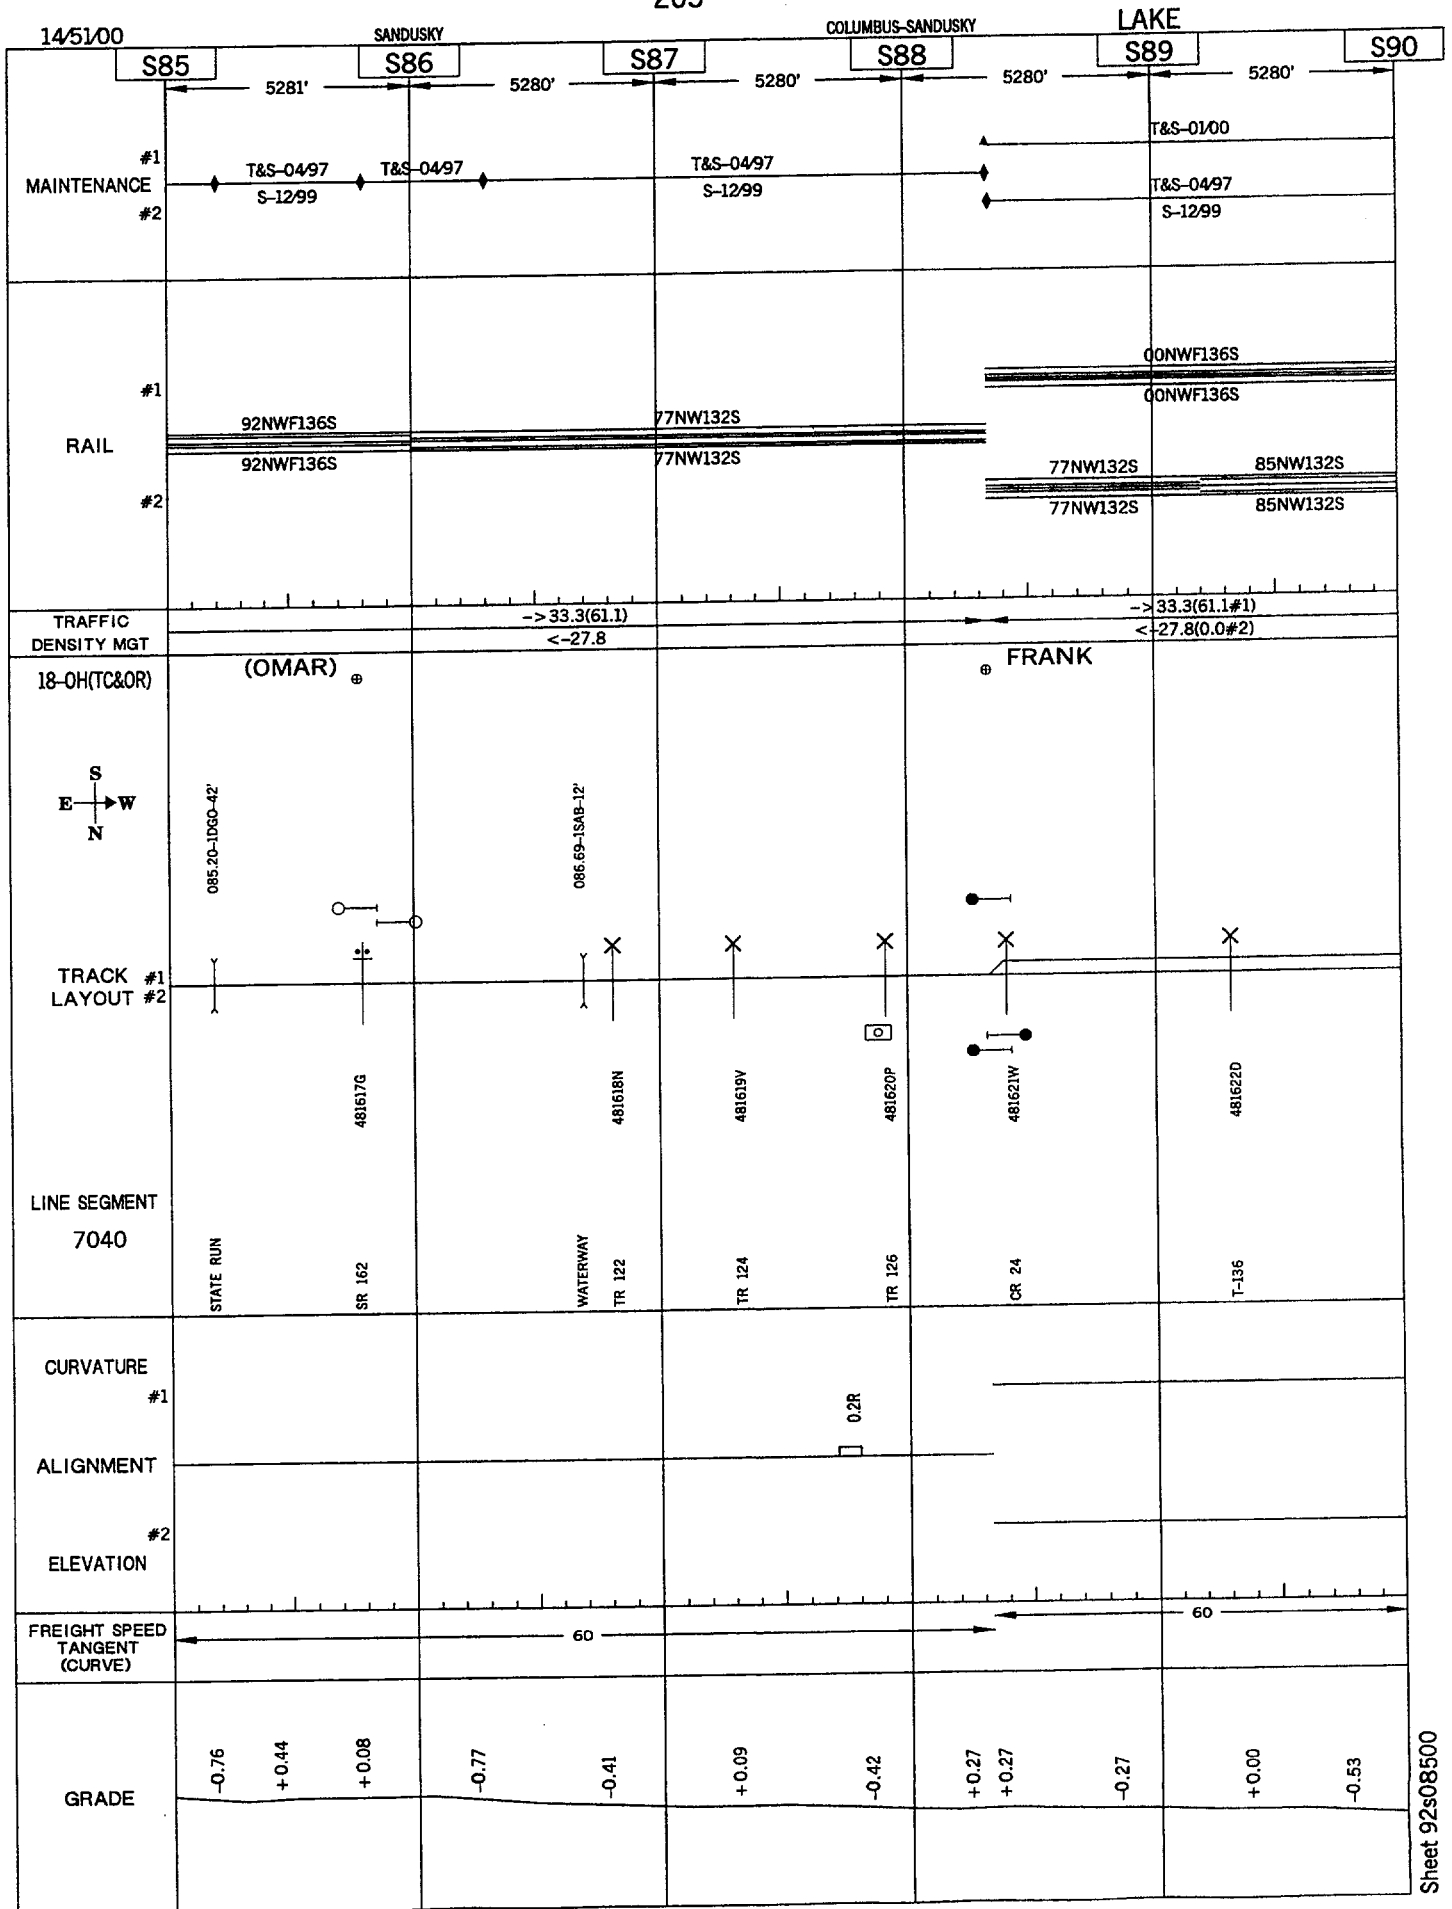 14/51/00 SANDUSKY COLUMBUS-SANDUSKY LAKE
S85 S86 S87 S88 S89 S90
5281' 5280' 5280' 5280' 5280'
T&S-01/00
#1
MAINTENANCE T&S-04/97 T&S-04/97 T&S-04/97 T&S-04/97
S-12/99 S-12/99 S-12/99
#2
00NWF136S
#1 00NWF136S
92NWF136S 77NW132S
RAIL
92NWF136S 77NW132S
77NW132S 85NW132S
#2
77NW132S 85NW132S
TRAFFIC ->33.3(61.1) ->33.3(61.1#1)
DENSITY MGT <-27.8 <-27.8(0.0#2)
18-OH(TC&OR) (OMAR) FRANK
S
E W
N
085.20-1DGO-42' 086.69-1SAB-12'
TRACK #1
LAYOUT #2
481617G 481618N 481619V 481620P 481621W 481622D
LINE SEGMENT
7040
STATE RUN SR 162 WATERWAY TR 122 TR 124 TR 126 CR 24 T-136
CURVATURE
#1
0.2R
ALIGNMENT
#2
ELEVATION
FREIGHT SPEED
TANGENT
(CURVE)
60 60
GRADE
-0.76 +0.44 +0.08 -0.77 -0.41 +0.09 -0.42 +0.27 +0.27 -0.27 +0.00 -0.53
Sheet 92s08500